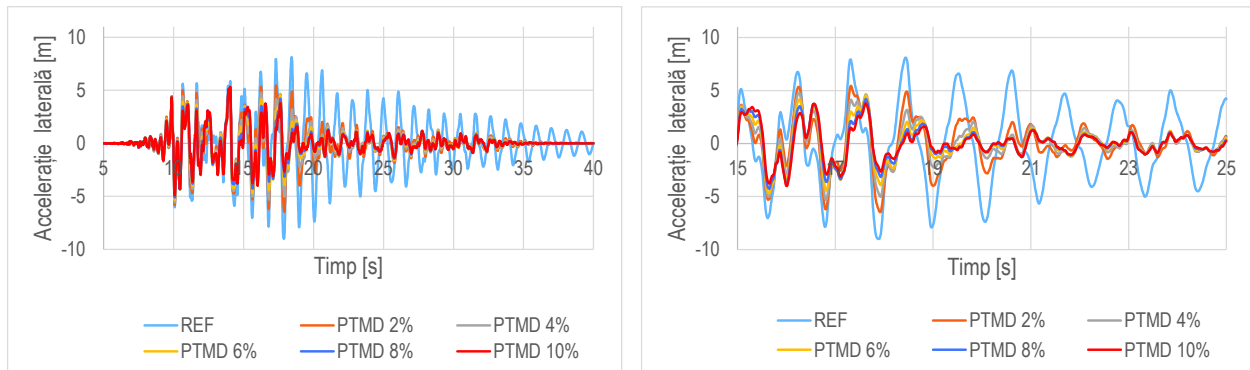 Accelerație laterală [m]
10
5
0
-5
-10
5 10 15 20 25 30 35 40
Timp [s]
REF PTMD 2% PTMD 4%
PTMD 6% PTMD 8% PTMD 10%
Accelerație laterală [m]
10
5
0
-5
-10
15 17 19 21 23 25
Timp [s]
REF PTMD 2% PTMD 4%
PTMD 6% PTMD 8% PTMD 10%